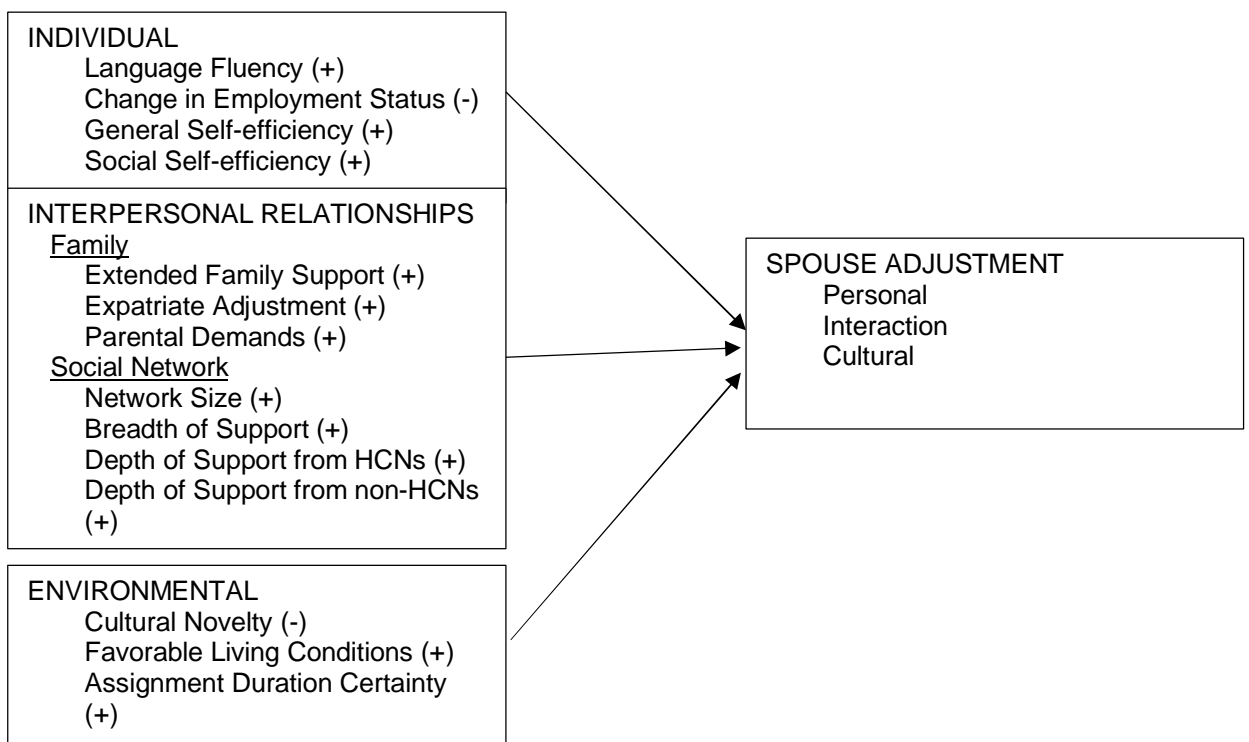 INDIVIDUAL
Language Fluency (+)
Change in Employment Status (-)
General Self-efficiency (+)
Social Self-efficiency (+)
INTERPERSONAL RELATIONSHIPS
Family
Extended Family Support (+)
Expatriate Adjustment (+)
Parental Demands (+)
Social Network
Network Size (+)
Breadth of Support (+)
Depth of Support from HCNs (+)
Depth of Support from non-HCNs
(+)
ENVIRONMENTAL
Cultural Novelty (-)
Favorable Living Conditions (+)
Assignment Duration Certainty
(+)
SPOUSE ADJUSTMENT
Personal
Interaction
Cultural